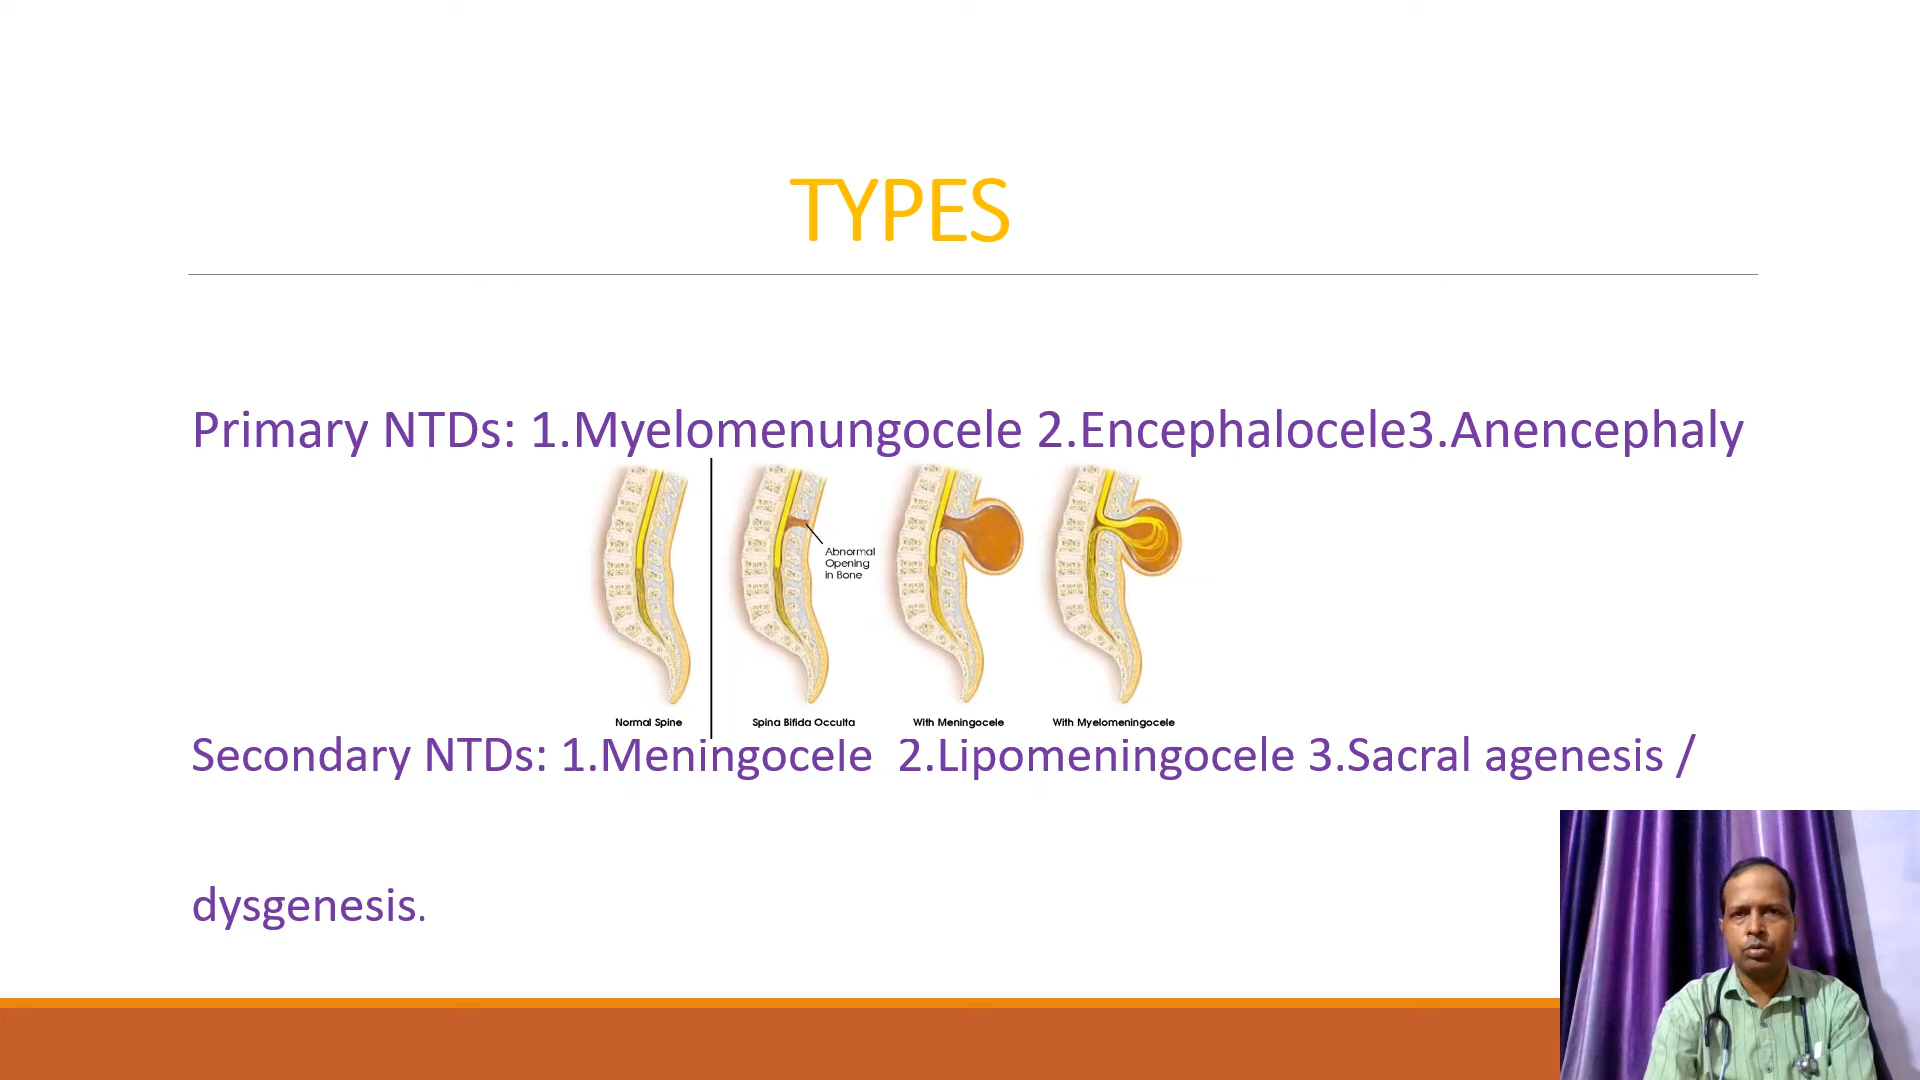 TYPES
Primary NTDs: 1.Myelomenungocele 2.Encephalocele3.Anencephaly
Abnormal
Opening
in Bone
Normal Spine
Spina Bifida Occulta
With Meningocele
With Myelomeningocele
Secondary NTDs: 1.Meningocele 2.Lipomeningocele 3.Sacral agenesis /
dysgenesis.